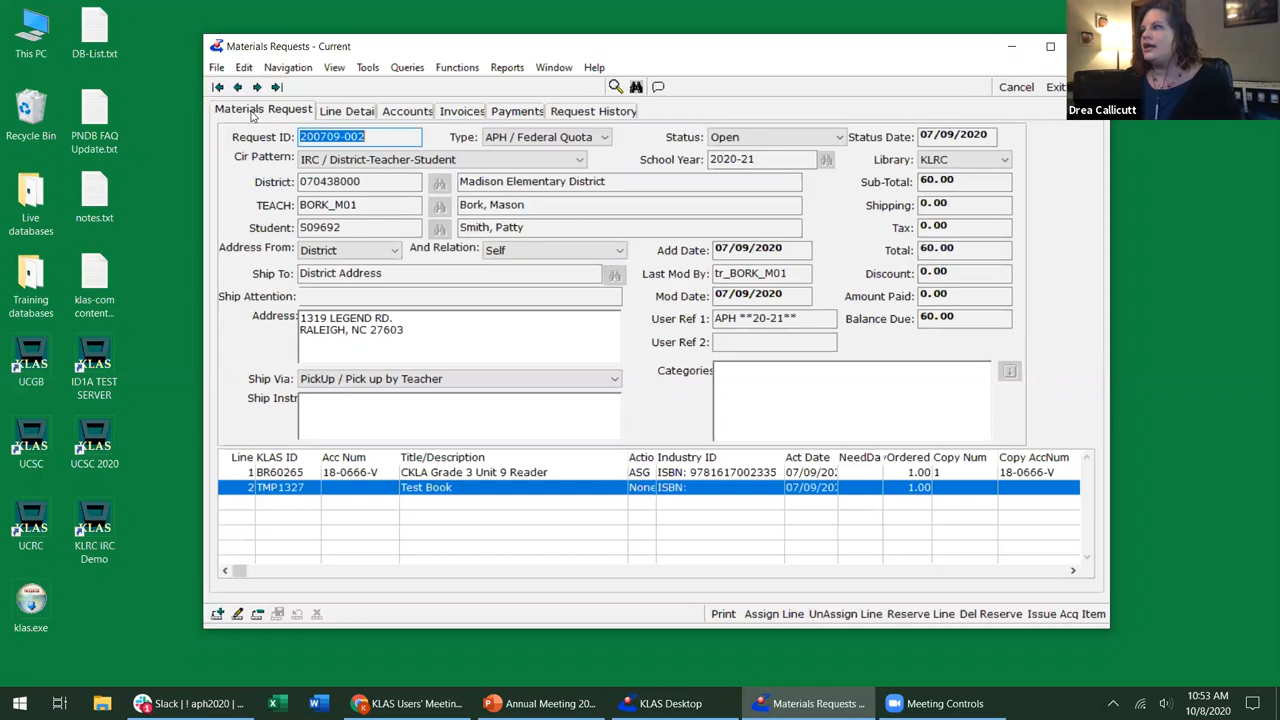 This PC
DB-List.txt
Recycle Bin
PNDB FAQ
Update.txt
Live
databases
notes.txt
Training
databases
klas-com
content...
KLAS
KLAS
UCGB
ID1A TEST
SERVER
KLAS
KLAS
UCSC
UCSC 2020
KLAS
KLAS
UCRC
KLRC IRC
Demo
klas.exe
Materials Requests - Current
File Edit Navigation View Tools Queries Functions Reports Window Help
Cancel Exit
Materials Request Line Detai Accounts Invoices Payments Request History
Request ID: 200709-002 Type: APH / Federal Quota Status: Open Status Date: 07/09/2020
Cir Pattern: IRC / District-Teacher-Student School Year: 2020-21 Library: KLRC
District: 070438000 Madison Elementary District Sub-Total: 60.00
TEACH: BORK_M01 Bork, Mason Shipping: 0.00
Student: S09692 Smith, Patty Tax: 0.00
Address From: District And Relation: Self Add Date: 07/09/2020 Total: 60.00
Ship To: District Address Last Mod By: tr_BORK_M01 Discount: 0.00
Ship Attention: Mod Date: 07/09/2020 Amount Paid: 0.00
Address: 1319 LEGEND RD. User Ref 1: APH **20-21** Balance Due: 60.00
RALEIGH, NC 27603
User Ref 2:
Ship Via: PickUp / Pick up by Teacher Categories
Ship Instr
Line KLAS ID Acc Num Title/Description Actio Industry ID Act Date NeedDa Ordered Copy Num Copy AccNum
1 BR60265 18-0666-V CKLA Grade 3 Unit 9 Reader ASG ISBN: 9781617002335 07/09/202 1.00 1 18-0666-V
2 TMP1327 Test Book None ISBN: 07/09/202 1.00
Print Assign Line UnAssign Line Reserve Line Del Reserve Issue Acq Item
Drea Callicutt
Slack | ! aph2020 | ...
KLAS Users' Meetin...
Annual Meeting 20...
KLAS Desktop
Materials Requests ...
Meeting Controls
10:53 AM
10/8/2020